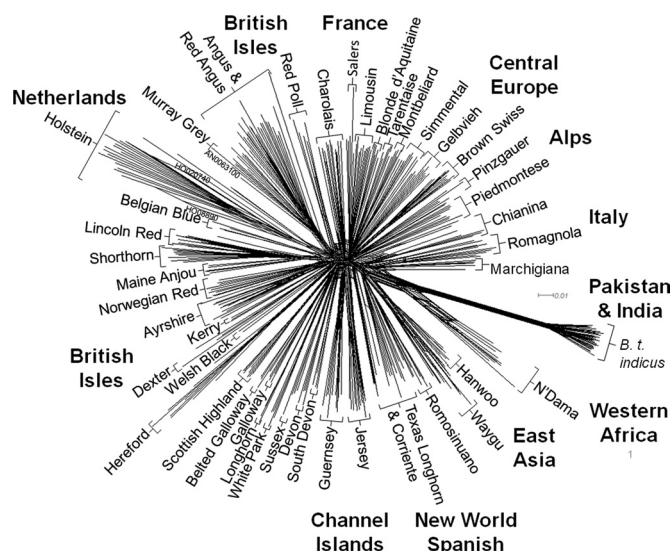 British
Isles
France
Netherlands
Central
Europe
Alps
Italy
Pakistan
& India
B. t.
indicus
Western
Africa
1
East
Asia
New World
Spanish
Channel
Islands
British
Isles
Holstein
Murray Grey
Angus &
Red Angus
Red Poll
Charolais
Salers
Limousin
Blonde d'Aquitaine
Tarentaise
Montbeliard
Simmental
Gelbvieh
Brown Swiss
Pinzgauer
Piedmontese
Chianina
Romagnola
Marchigiana
0.01
N'Dama
Hanwoo
Waygu
Romosinuano
Texas Longhorn
& Corriente
Jersey
Guernsey
South Devon
Devon
Sussex
White Park
Longhorn
Galloway
Belted Galloway
Scottish Highland
Hereford
Welsh Black
Dexter
Kerry
Ayrshire
Norwegian Red
Maine Anjou
Shorthorn
Lincoln Red
Belgian Blue
AN063100